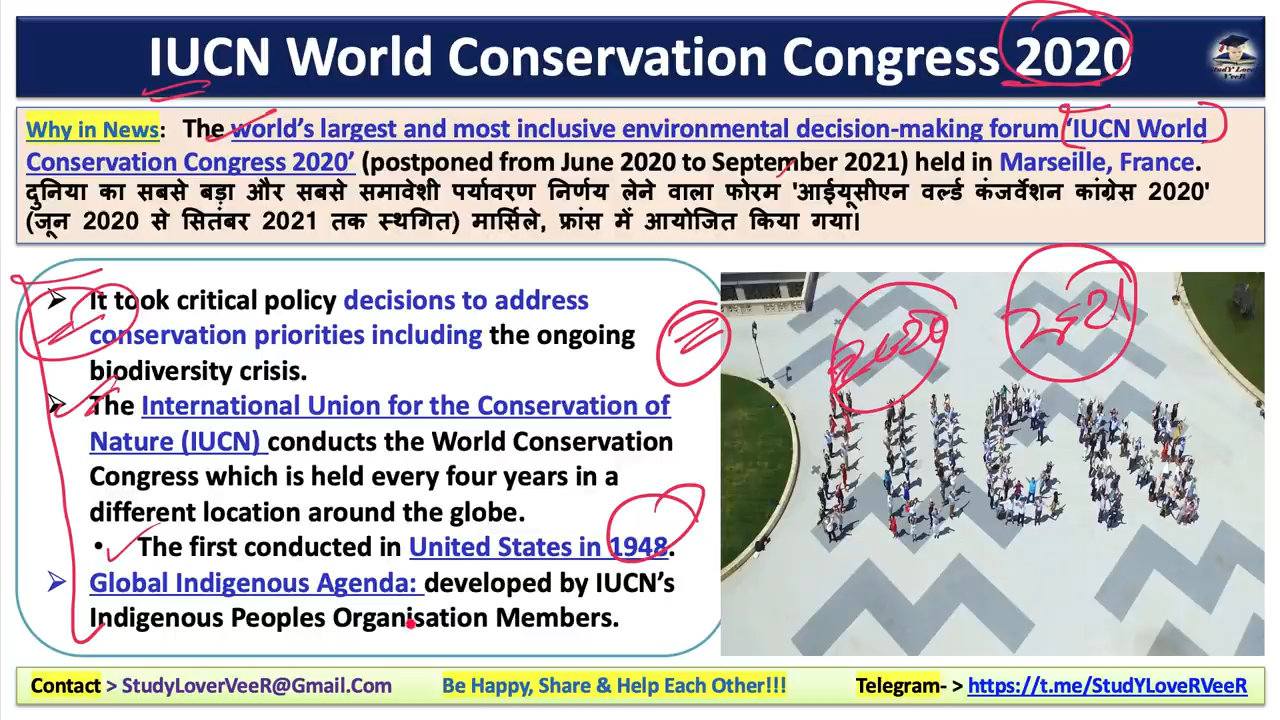 IUCN World Conservation Congress 2020
StudY Lover
VeeR
Why in News: The world's largest and most inclusive environmental decision-making forum 'IUCN World
Conservation Congress 2020' (postponed from June 2020 to September 2021) held in Marseille, France.
दुनिया का सबसे बड़ा और सबसे समावेशी पर्यावरण निर्णय लेने वाला फोरम 'आईयूसीएन वर्ल्ड कंजर्वेशन कांग्रेस 2020'
(जून 2020 से सितंबर 2021 तक स्थगित) मार्सिले, फ्रांस में आयोजित किया गया।
➢ It took critical policy decisions to address
conservation priorities including the ongoing
biodiversity crisis.
➢ The International Union for the Conservation of
Nature (IUCN) conducts the World Conservation
Congress which is held every four years in a
different location around the globe.
• The first conducted in United States in 1948.
➢ Global Indigenous Agenda: developed by IUCN's
Indigenous Peoples Organisation Members.
2020
2021
IUCN
Contact > StudyLoverVeeR@Gmail.Com Be Happy, Share & Help Each Other!!! Telegram- > https://t.me/StudYLoveRVeeR